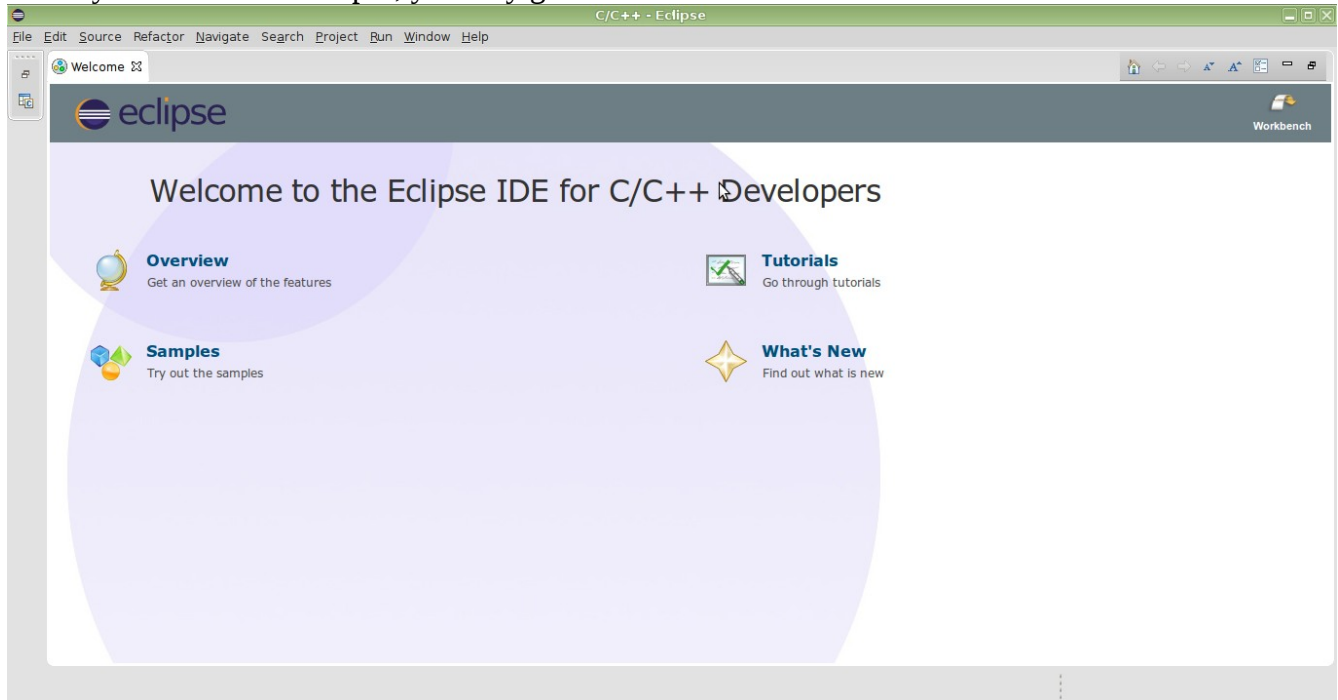 C/C++ - Eclipse
File Edit Source Refactor Navigate Search Project Run Window Help
Welcome
eclipse
Workbench
Welcome to the Eclipse IDE for C/C++ Developers
Overview
Get an overview of the features
Tutorials
Go through tutorials
Samples
Try out the samples
What's New
Find out what is new